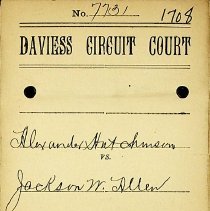 No. 7731 1708
DAVIESS CIRCUIT COURT
Alexander Hutchinson
vs.
Jackson W. Allen